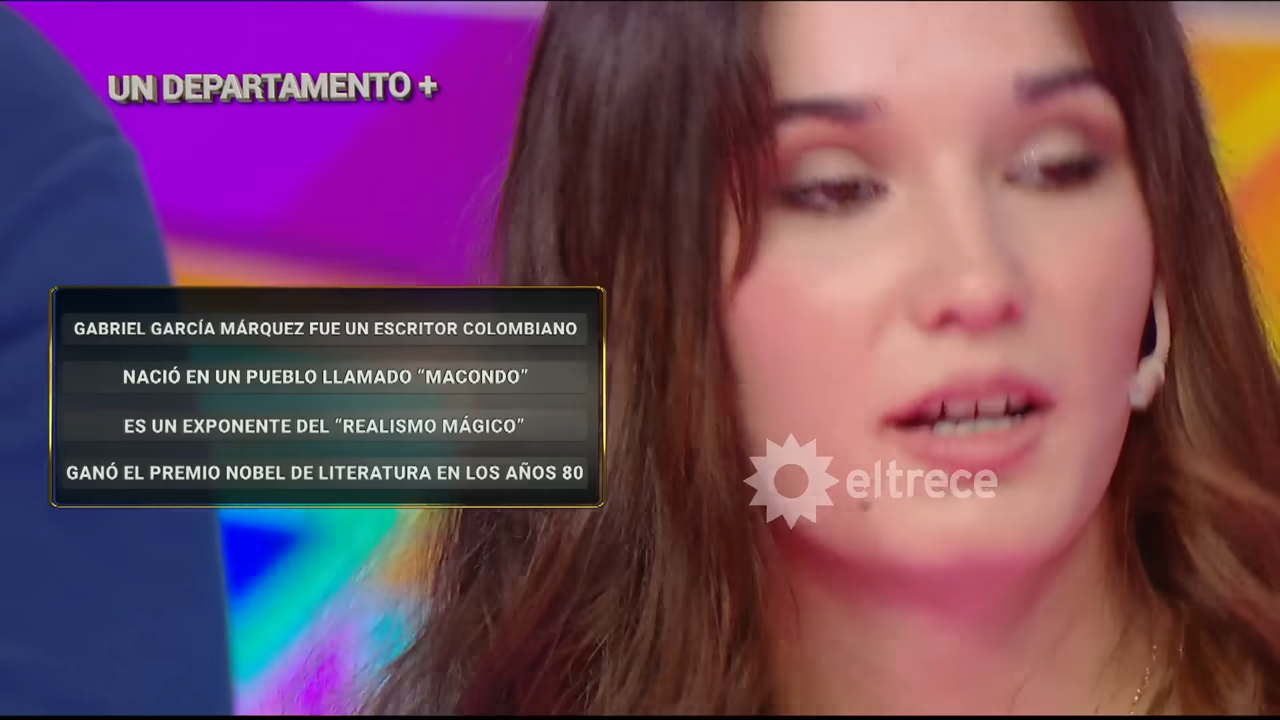 UN DEPARTAMENTO +
GABRIEL GARCÍA MÁRQUEZ FUE UN ESCRITOR COLOMBIANO
NACIÓ EN UN PUEBLO LLAMADO “MACONDO”
ES UN EXPONENTE DEL “REALISMO MÁGICO”
GANÓ EL PREMIO NOBEL DE LITERATURA EN LOS AÑOS 80
eltrece